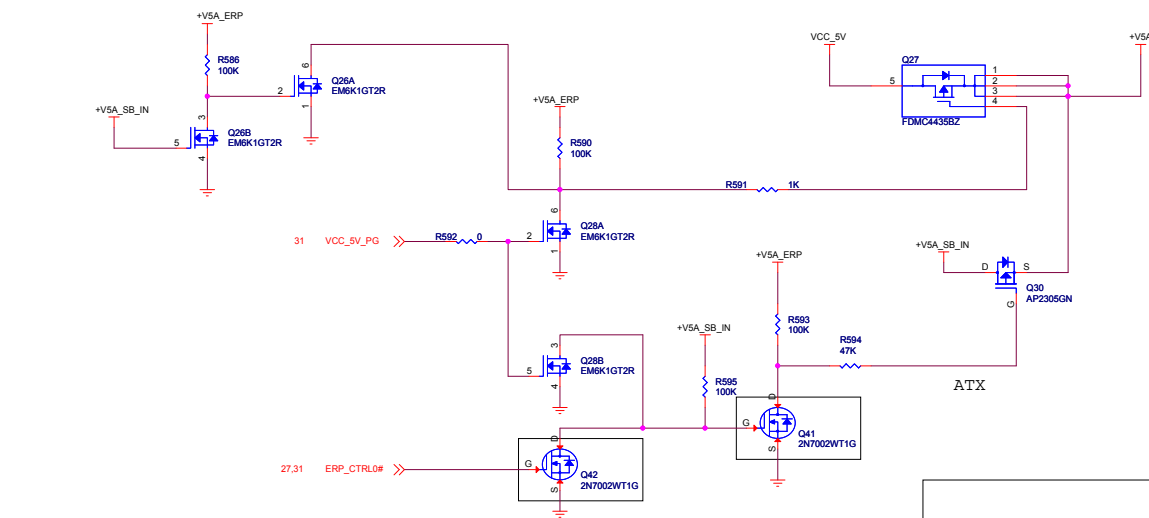 +V5A_ERP
R586
100K
6
Q26A
EM6K1GT2R
2
1
+V5A_SB_IN
3
Q26B
EM6K1GT2R
5
4
VCC_5V
+V5A
Q27
5
1
2
3
4
FDMC4435BZ
+V5A_ERP
R590
100K
R591
1K
6
Q28A
EM6K1GT2R
31
VCC_5V_PG
R592
0
2
1
+V5A_ERP
+V5A_SB_IN
D
S
Q30
AP2305GN
G
R593
100K
+V5A_SB_IN
R594
47K
3
Q28B
EM6K1GT2R
5
4
R595
100K
ATX
D
G
Q41
2N7002WT1G
S
27,31
ERP_CTRL0#
D
G
Q42
2N7002WT1G
S